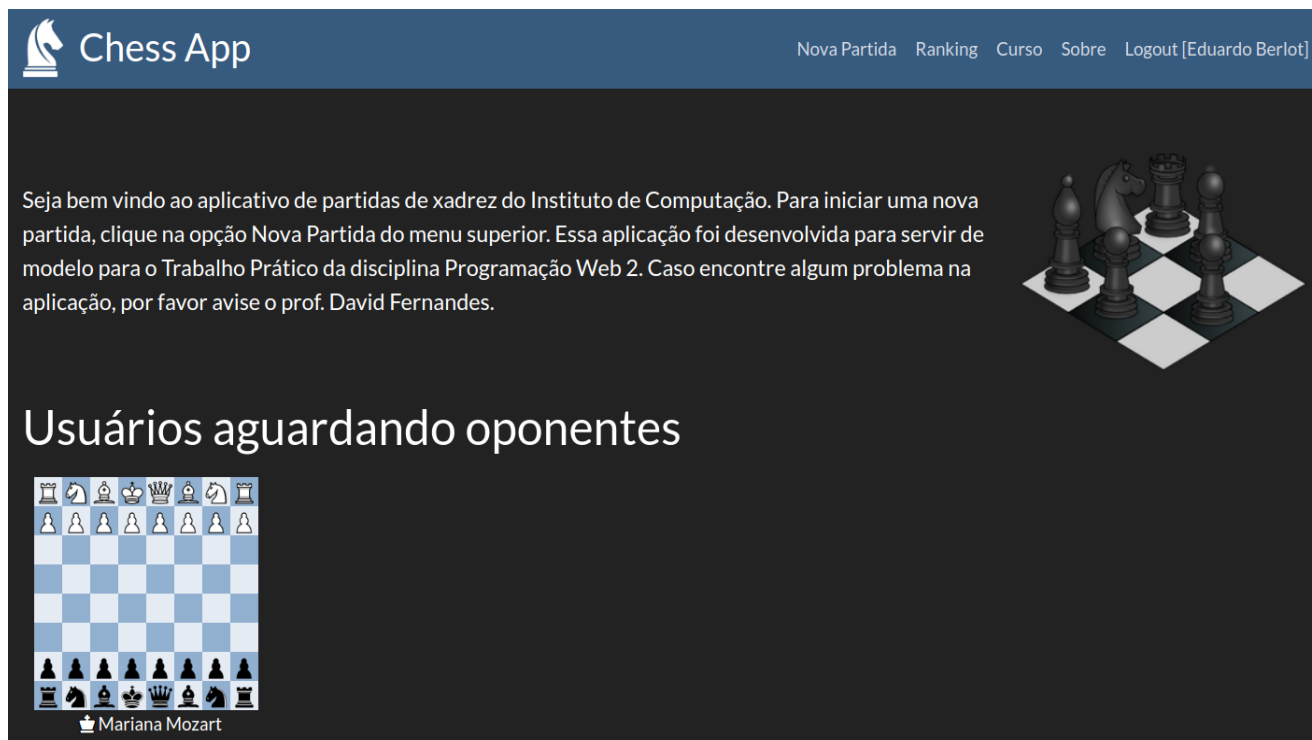 Chess App
Nova Partida Ranking Curso Sobre Logout [Eduardo Berlot]
Seja bem vindo ao aplicativo de partidas de xadrez do Instituto de Computação. Para iniciar uma nova
partida, clique na opção Nova Partida do menu superior. Essa aplicação foi desenvolvida para servir de
modelo para o Trabalho Prático da disciplina Programação Web 2. Caso encontre algum problema na
aplicação, por favor avise o prof. David Fernandes.
Usuários aguardando oponentes
Mariana Mozart